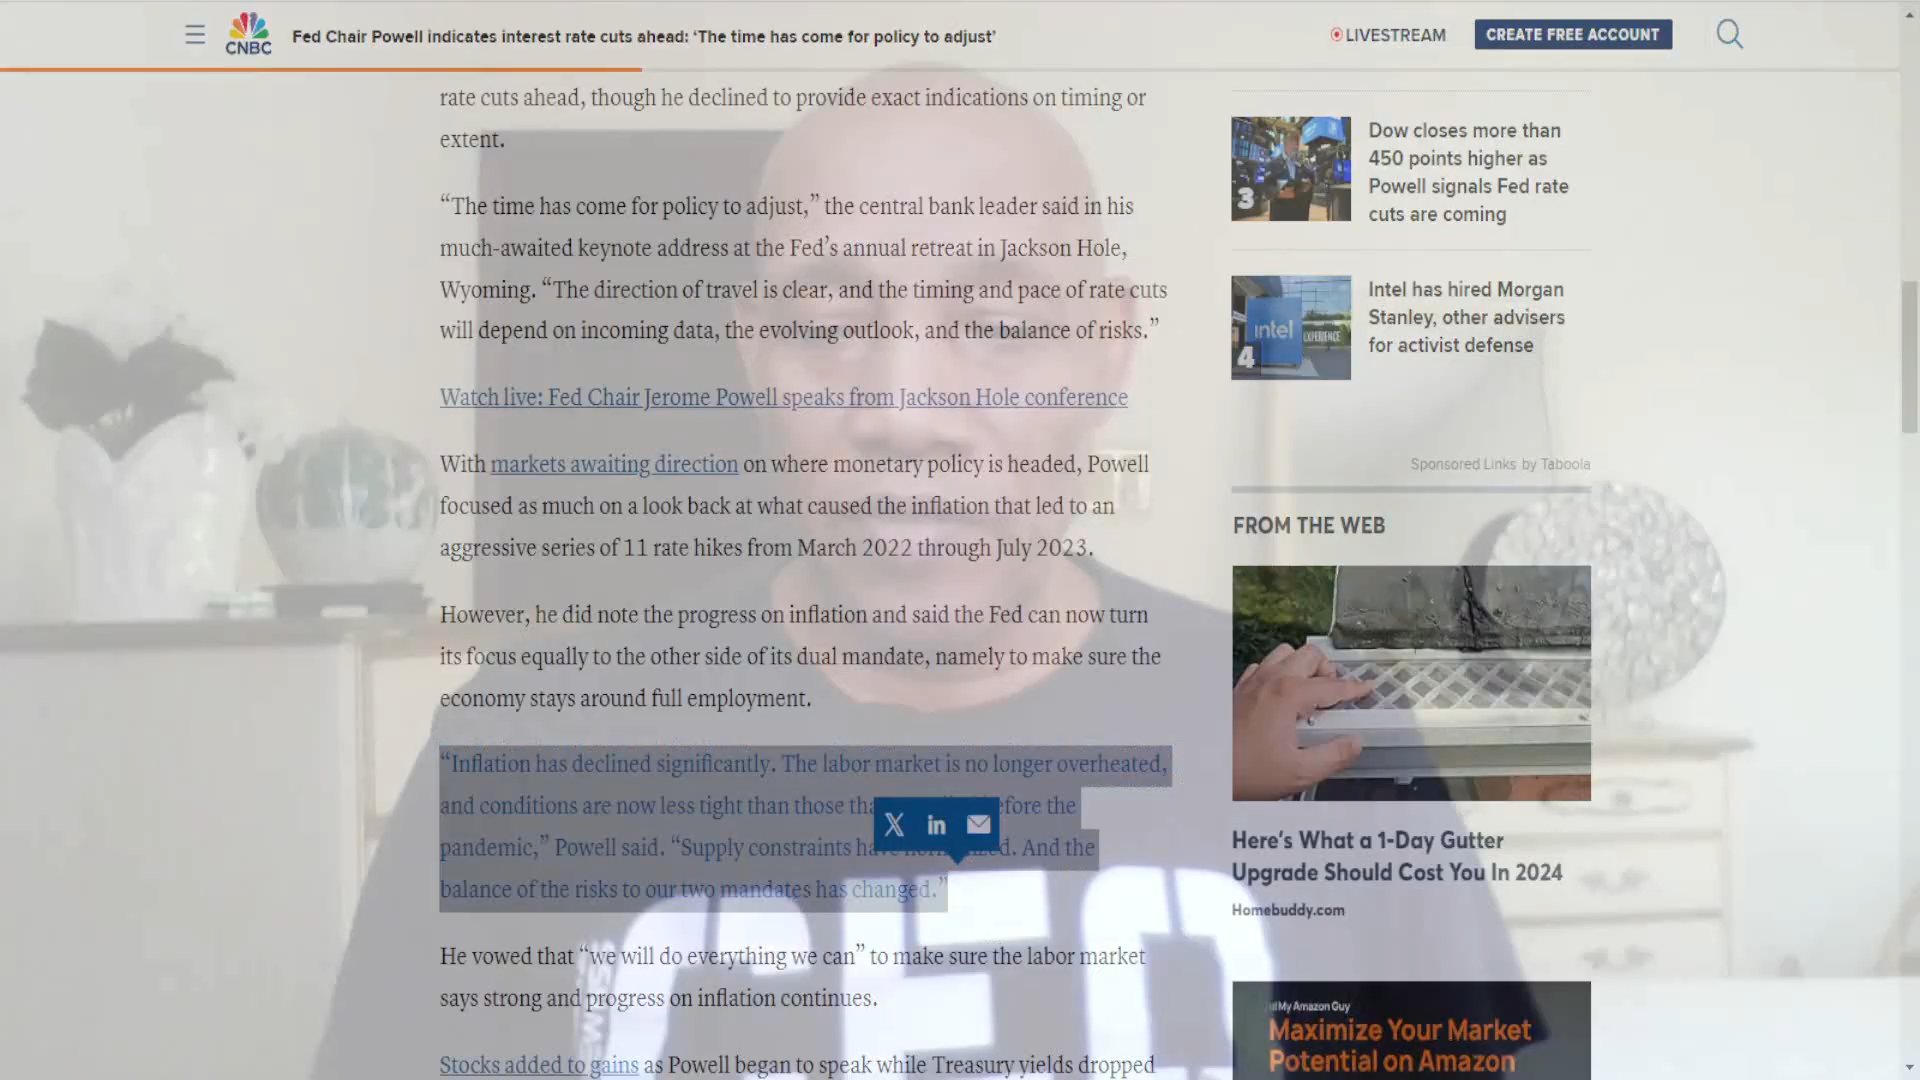 CNBC
Fed Chair Powell indicates interest rate cuts ahead: ‘The time has come for policy to adjust’
LIVESTREAM
CREATE FREE ACCOUNT
rate cuts ahead, though he declined to provide exact indications on timing or
extent.
“The time has come for policy to adjust,” the central bank leader said in his
much-awaited keynote address at the Fed’s annual retreat in Jackson Hole,
Wyoming. “The direction of travel is clear, and the timing and pace of rate cuts
will depend on incoming data, the evolving outlook, and the balance of risks.”
Watch live: Fed Chair Jerome Powell speaks from Jackson Hole conference
With markets awaiting direction on where monetary policy is headed, Powell
focused as much on a look back at what caused the inflation that led to an
aggressive series of 11 rate hikes from March 2022 through July 2023.
However, he did note the progress on inflation and said the Fed can now turn
its focus equally to the other side of its dual mandate, namely to make sure the
economy stays around full employment.
“Inflation has declined significantly. The labor market is no longer overheated,
and conditions are now less tight than those the
pandemic,” Powell said. “Supply constraints And the
balance of the risks to our two mandates has changed.”
He vowed that “we will do everything we can” to make sure the labor market
says strong and progress on inflation continues.
Stocks added to gains as Powell began to speak while Treasury yields dropped
3
Dow closes more than
450 points higher as
Powell signals Fed rate
cuts are coming
intel
EXPERIENCE
4
Intel has hired Morgan
Stanley, other advisers
for activist defense
Sponsored Links by Taboola
FROM THE WEB
Here’s What a 1-Day Gutter
Upgrade Should Cost You In 2024
Homebuddy.com
My Amazon Guy
Maximize Your Market
Potential on Amazon
X in
CEO